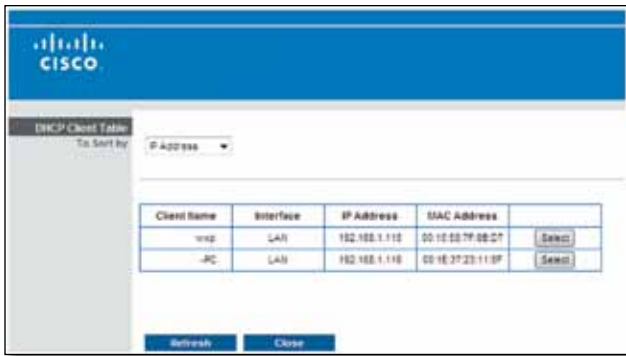 CISCO
DHCP Client Table
To Sort by
IP Address
Client Name Interface IP Address MAC Address
LAN Select
-PC LAN Select
Refresh Close